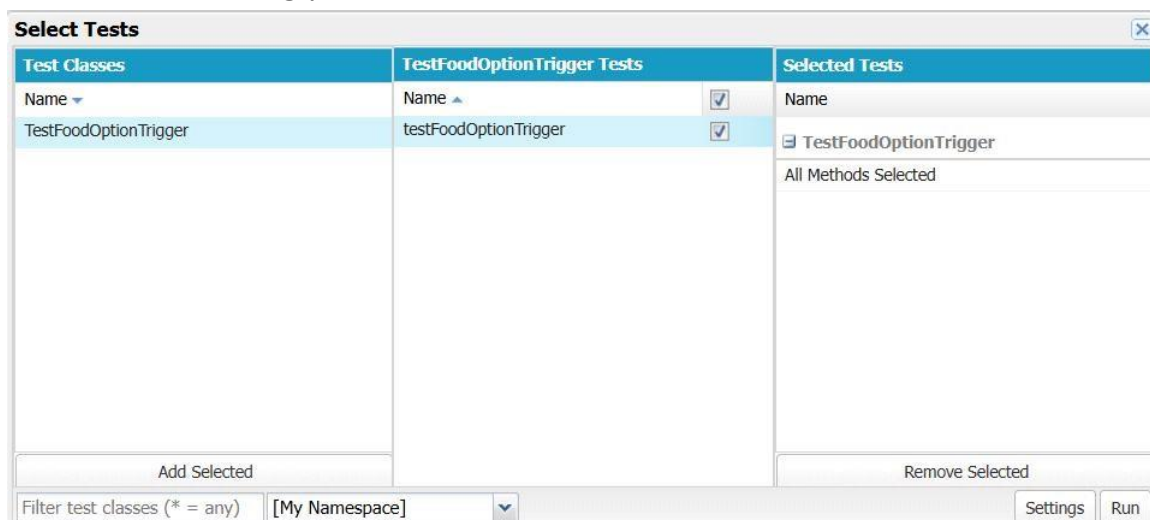 Select Tests
Test Classes
Name
TestFoodOptionTrigger
Add Selected
TestFoodOptionTrigger Tests
Name
testFoodOptionTrigger
Selected Tests
Name
TestFoodOptionTrigger
All Methods Selected
Remove Selected
Filter test classes (* = any)
[My Namespace]
Settings
Run